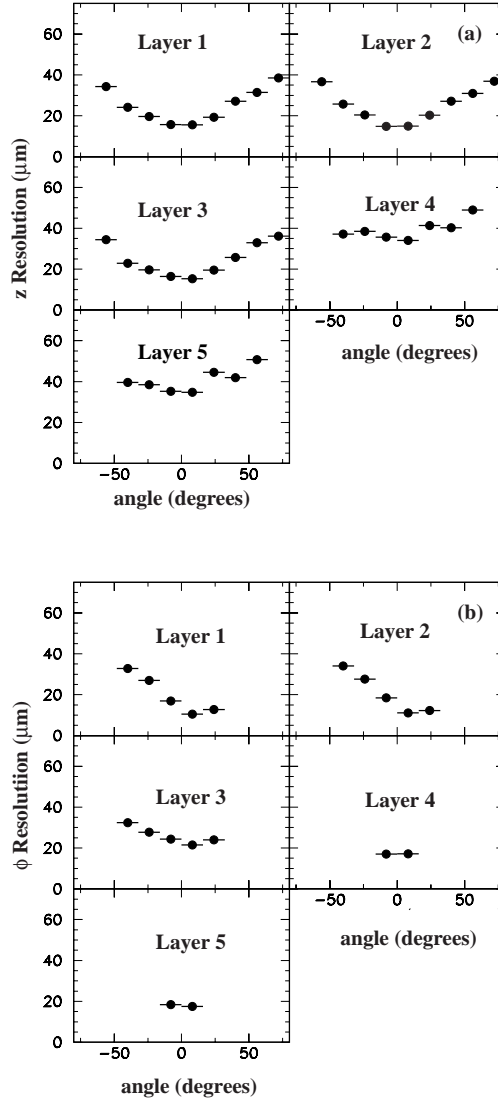 (a)
Layer 1
Layer 2
60
40
20
0
Layer 3
Layer 4
60
40
20
0
z Resolution (μm)
−50 0 50
angle (degrees)
Layer 5
60
40
20
0
−50 0 50
angle (degrees)
(b)
Layer 1
Layer 2
60
40
20
0
Layer 3
Layer 4
60
40
20
0
ϕ Resolutiion (μm)
−50 0 50
angle (degrees)
Layer 5
60
40
20
0
−50 0 50
angle (degrees)